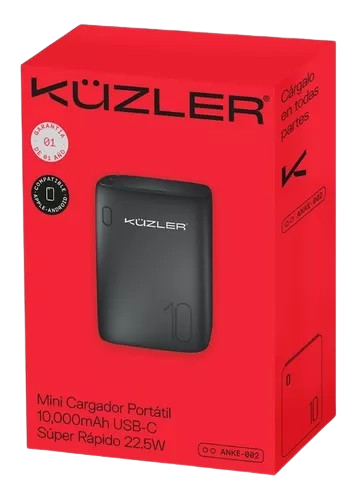 KÜZLER®
GARANTÍA
01
DE 01 AÑO
COMPATIBLE
APPLE-ANDROID
KÜZLER
10
Mini Cargador Portátil
10,000mAh USB-C
Súper Rápido 22.5W
ANKE-002
Cárgalo
en todas
partes
K
ANKE-002
10